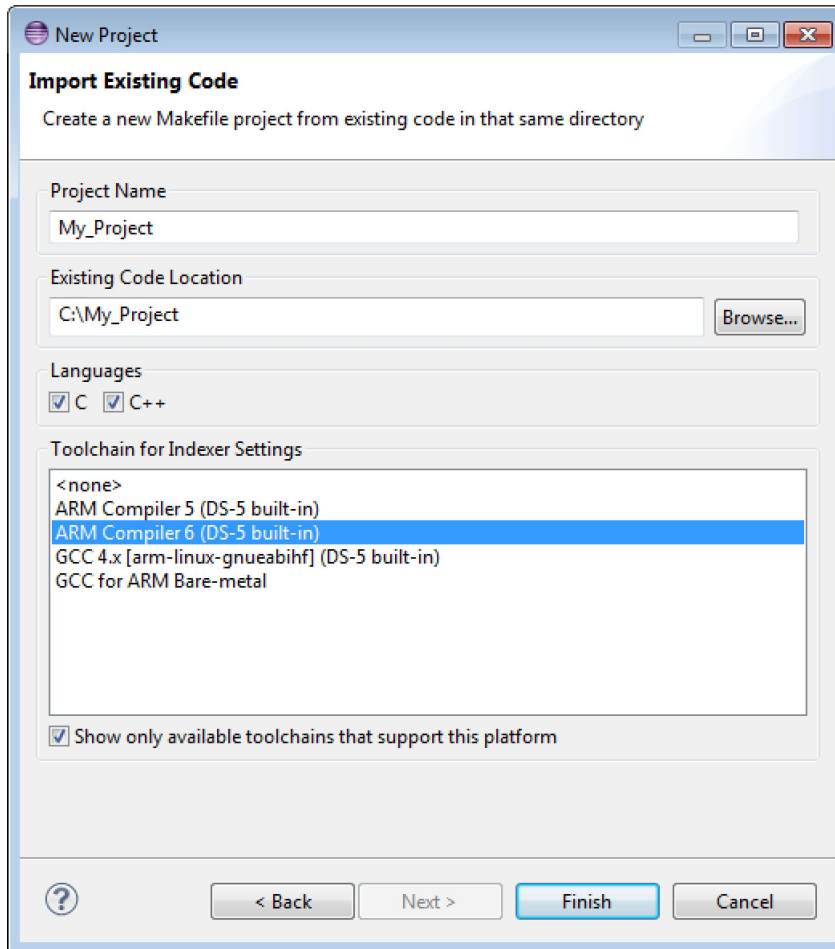 New Project
Import Existing Code
Create a new Makefile project from existing code in that same directory
Project Name
My_Project
Existing Code Location
C:\My_Project
Browse...
Languages
C C++
Toolchain for Indexer Settings
<none>
ARM Compiler 5 (DS-5 built-in)
ARM Compiler 6 (DS-5 built-in)
GCC 4.x [arm-linux-gnueabihf] (DS-5 built-in)
GCC for ARM Bare-metal
Show only available toolchains that support this platform
? < Back Next > Finish Cancel